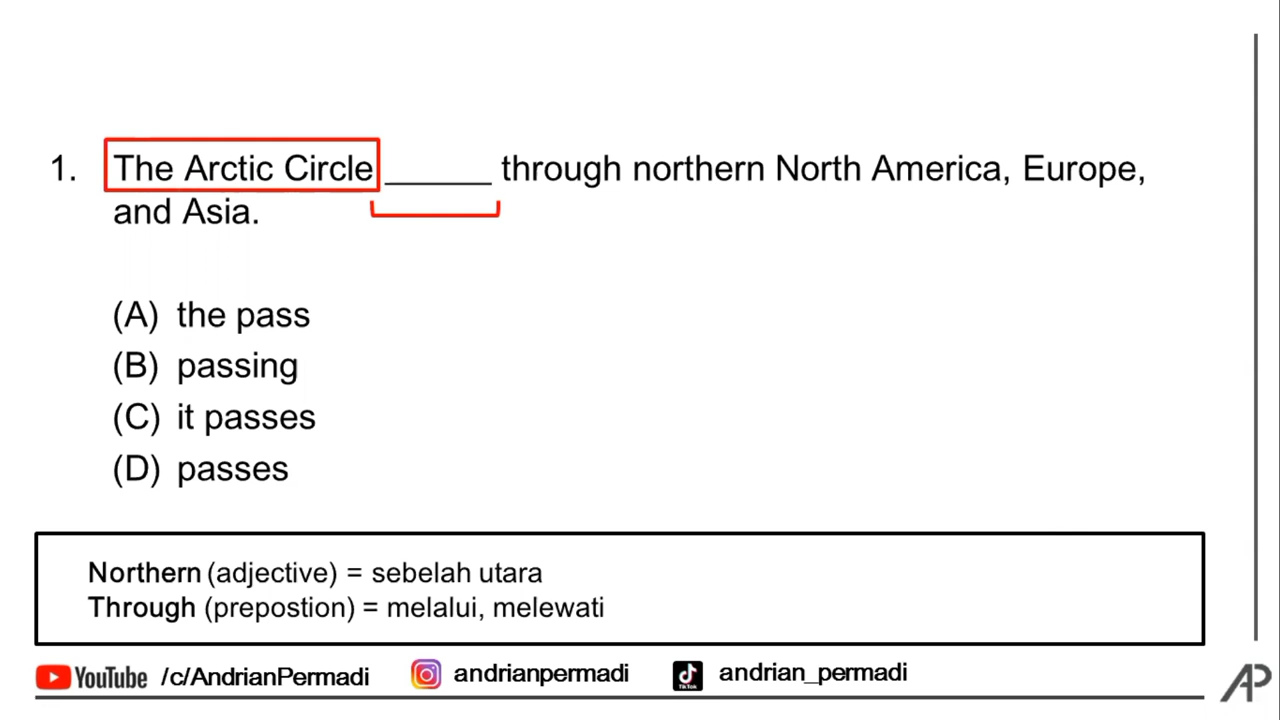 1. The Arctic Circle ______ through northern North America, Europe,
and Asia.
(A) the pass
(B) passing
(C) it passes
(D) passes
Northern (adjective) = sebelah utara
Through (prepostion) = melalui, melewati
YouTube /c/AndrianPermadi andrianpermadi TikTok andrian_permadi
AP